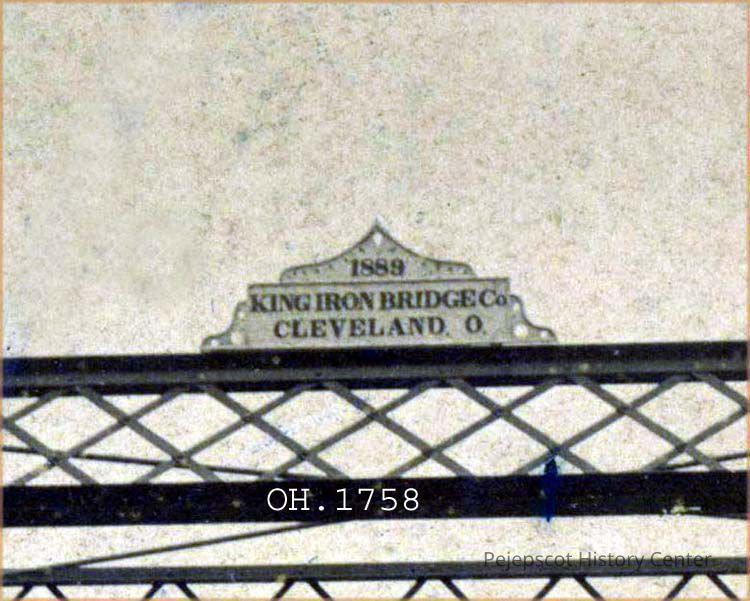 1889
KING IRON BRIDGE Co
CLEVELAND. O.
OH.1758
Pejepscot History Center